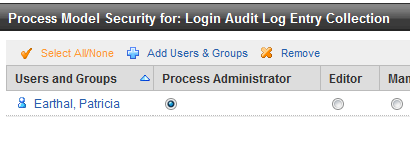 Process Model Security for: Login Audit Log Entry Collection
Select All/None Add Users & Groups Remove
Users and Groups Process Administrator Editor Man
Earthal, Patricia